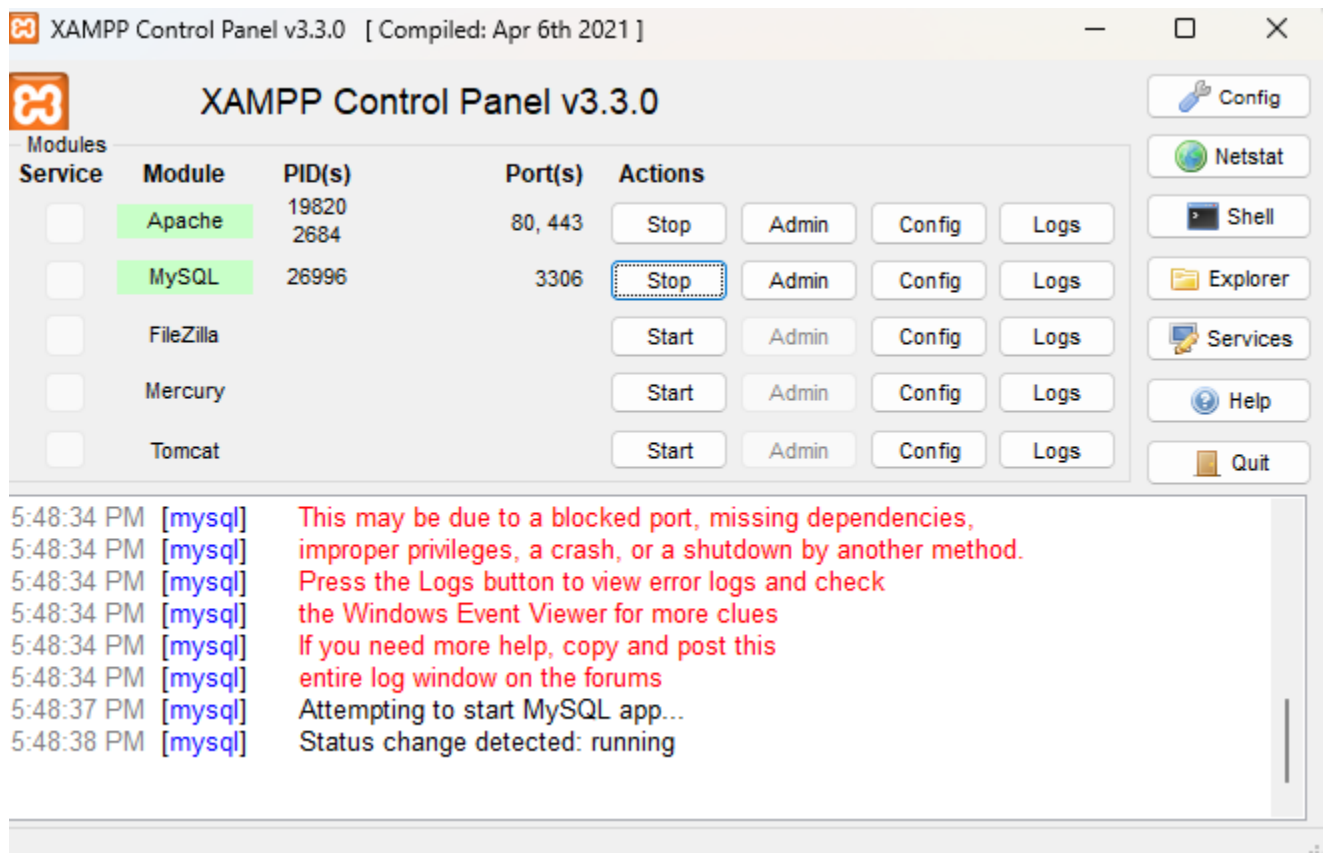 XAMPP Control Panel v3.3.0 [ Compiled: Apr 6th 2021 ]
XAMPP Control Panel v3.3.0
Config
Modules
Netstat
Service Module PID(s) Port(s) Actions
Apache 19820 2684 80, 443 Stop Admin Config Logs
Shell
MySQL 26996 3306 Stop Admin Config Logs
Explorer
FileZilla Start Admin Config Logs
Services
Mercury Start Admin Config Logs
Help
Tomcat Start Admin Config Logs
Quit
5:48:34 PM [mysql] This may be due to a blocked port, missing dependencies,
5:48:34 PM [mysql] improper privileges, a crash, or a shutdown by another method.
5:48:34 PM [mysql] Press the Logs button to view error logs and check
5:48:34 PM [mysql] the Windows Event Viewer for more clues
5:48:34 PM [mysql] If you need more help, copy and post this
5:48:34 PM [mysql] entire log window on the forums
5:48:37 PM [mysql] Attempting to start MySQL app...
5:48:38 PM [mysql] Status change detected: running